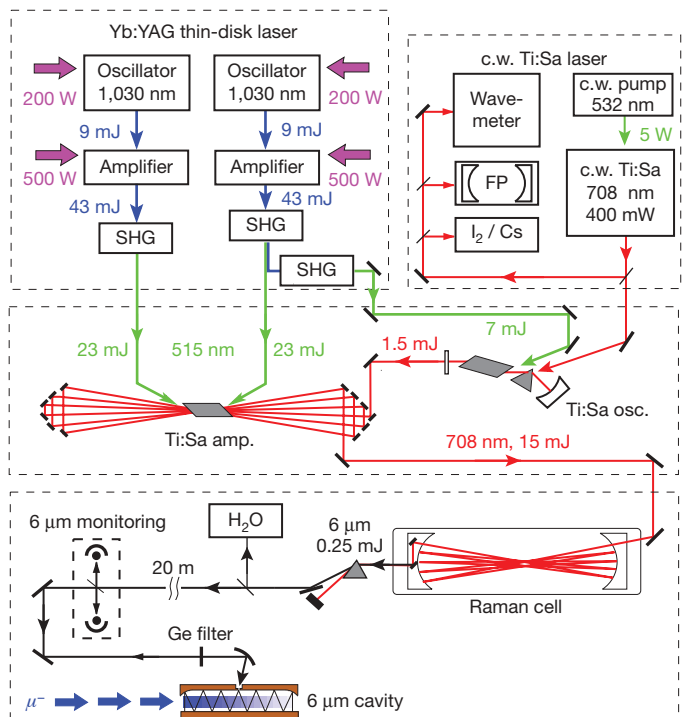 Yb:YAG thin-disk laser
Oscillator
1,030 nm
Oscillator
1,030 nm
200 W
200 W
9 mJ
9 mJ
Amplifier
Amplifier
500 W
500 W
43 mJ
43 mJ
SHG
SHG
SHG
c.w. Ti:Sa laser
Wave-
meter
c.w. pump
532 nm
5 W
FP
c.w. Ti:Sa
708 nm
400 mW
I₂ / Cs
23 mJ
515 nm
23 mJ
7 mJ
1.5 mJ
Ti:Sa osc.
Ti:Sa amp.
708 nm, 15 mJ
6 μm monitoring
H₂O
6 μm
0.25 mJ
20 m
Raman cell
Ge filter
μ⁻
6 μm cavity